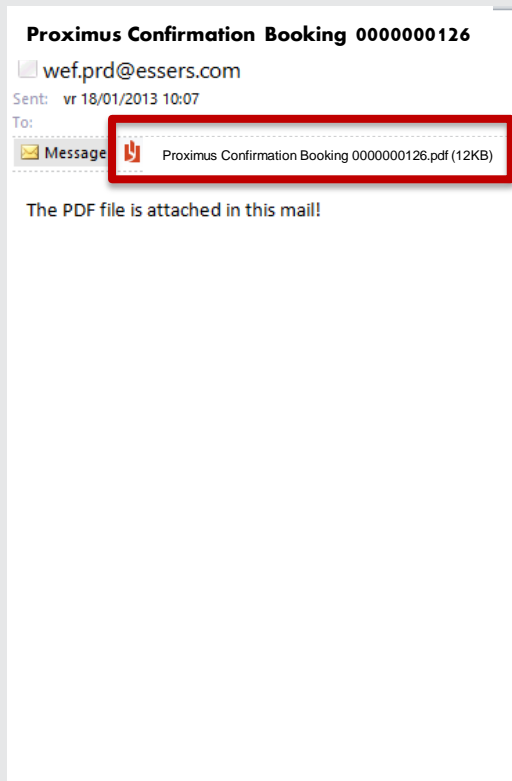 Proximus Confirmation Booking 0000000126
wef.prd@essers.com
Sent: vr 18/01/2013 10:07
To:
Message Proximus Confirmation Booking 0000000126.pdf (12KB)
The PDF file is attached in this mail!